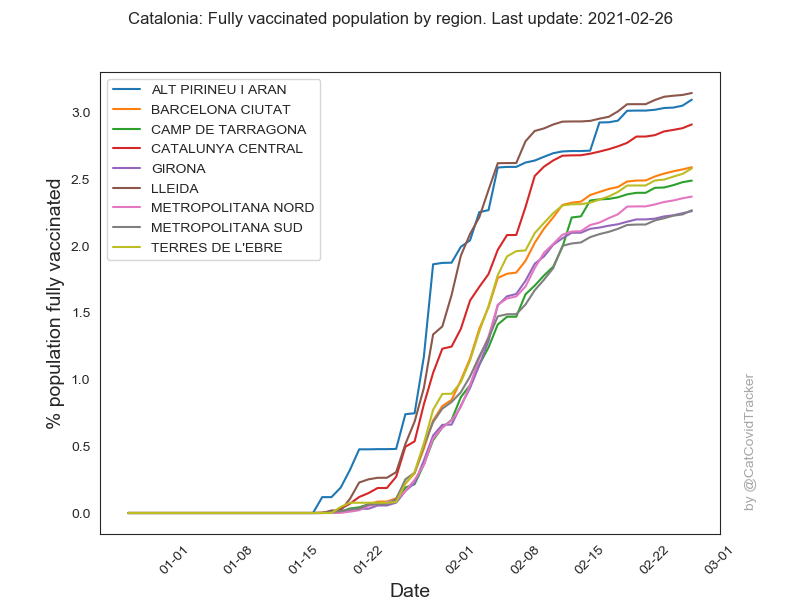 Catalonia: Fully vaccinated population by region. Last update: 2021-02-26
ALT PIRINEU I ARAN
BARCELONA CIUTAT
CAMP DE TARRAGONA
CATALUNYA CENTRAL
GIRONA
LLEIDA
METROPOLITANA NORD
METROPOLITANA SUD
TERRES DE L'EBRE
% population fully vaccinated
3.0
2.5
2.0
1.5
1.0
0.5
0.0
01-01
01-08
01-15
01-22
02-01
02-08
02-15
02-22
03-01
Date
by @CatCovidTracker